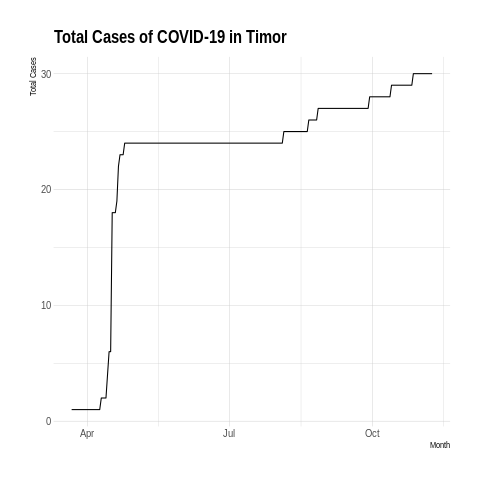 Total Cases of COVID-19 in Timor
Total Cases
30
20
10
0
Apr Jul Oct
Month